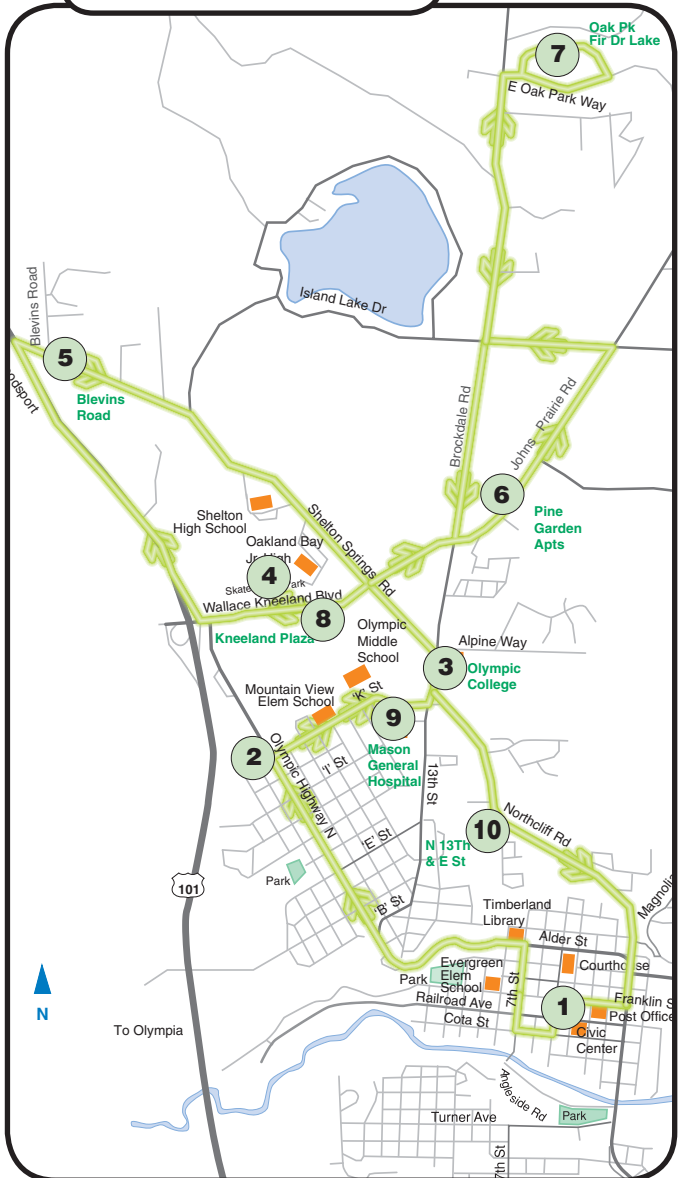 Oak Pk
Fir Dr Lake
7
E Oak Park Way
Island Lake Dr
Blevins Road
5
Blevins
Road
Brockdale Rd
Johns Prairie Rd
6
Pine
Garden
Apts
Shelton
High School
Shelton Springs Rd
Oakland Bay
Jr High
4
Wallace Kneeland Blvd
8
Kneeland Plaza
Olympic
Middle
School
Alpine Way
3
Olympic
College
Mountain View
Elem School
'K' St
9
Mason
General
Hospital
2
Olympic Highway N
'I' St
13th St
'E' St
10
N 13Th
& E St
Northcliff Rd
101
Park
'B' St
Timberland
Library
Alder St
Courthouse
Evergreen
Elem
School
Park
7th St
1
Franklin S
Post Office
Railroad Ave
Cota St
Civic
Center
N
To Olympia
Angleside Rd
Park
Turner Ave
7th St